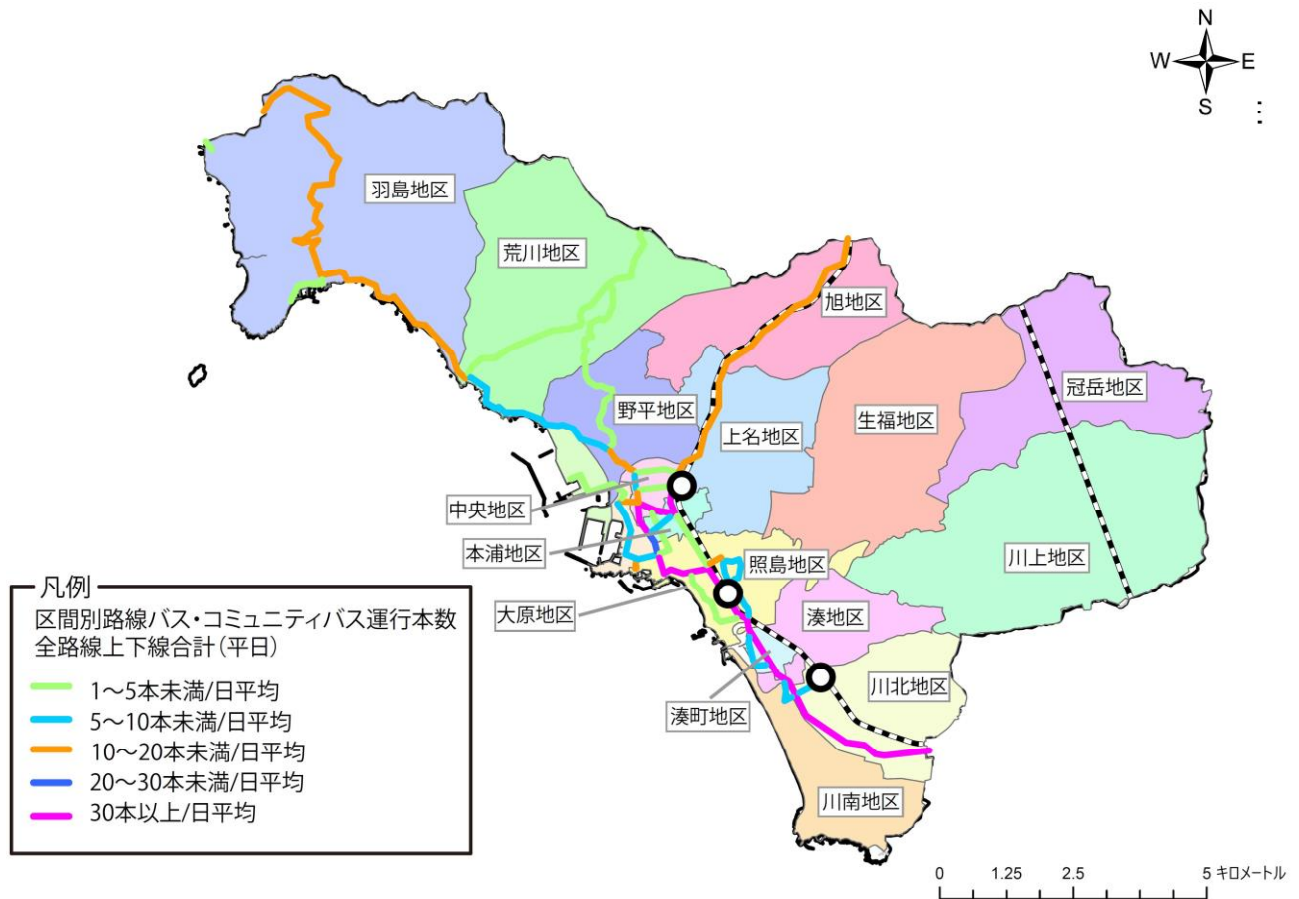 N
W
E
S
羽島地区
荒川地区
旭地区
冠岳地区
野平地区
上名地区
生福地区
中央地区
本浦地区
照島地区
川上地区
大原地区
湊地区
川北地区
湊町地区
川南地区
凡例
区間別路線バス・コミュニティバス運行本数
全路線上下線合計(平日)
1～5本未満/日平均
5～10本未満/日平均
10～20本未満/日平均
20～30本未満/日平均
30本以上/日平均
0 1.25 2.5 5 キロメートル